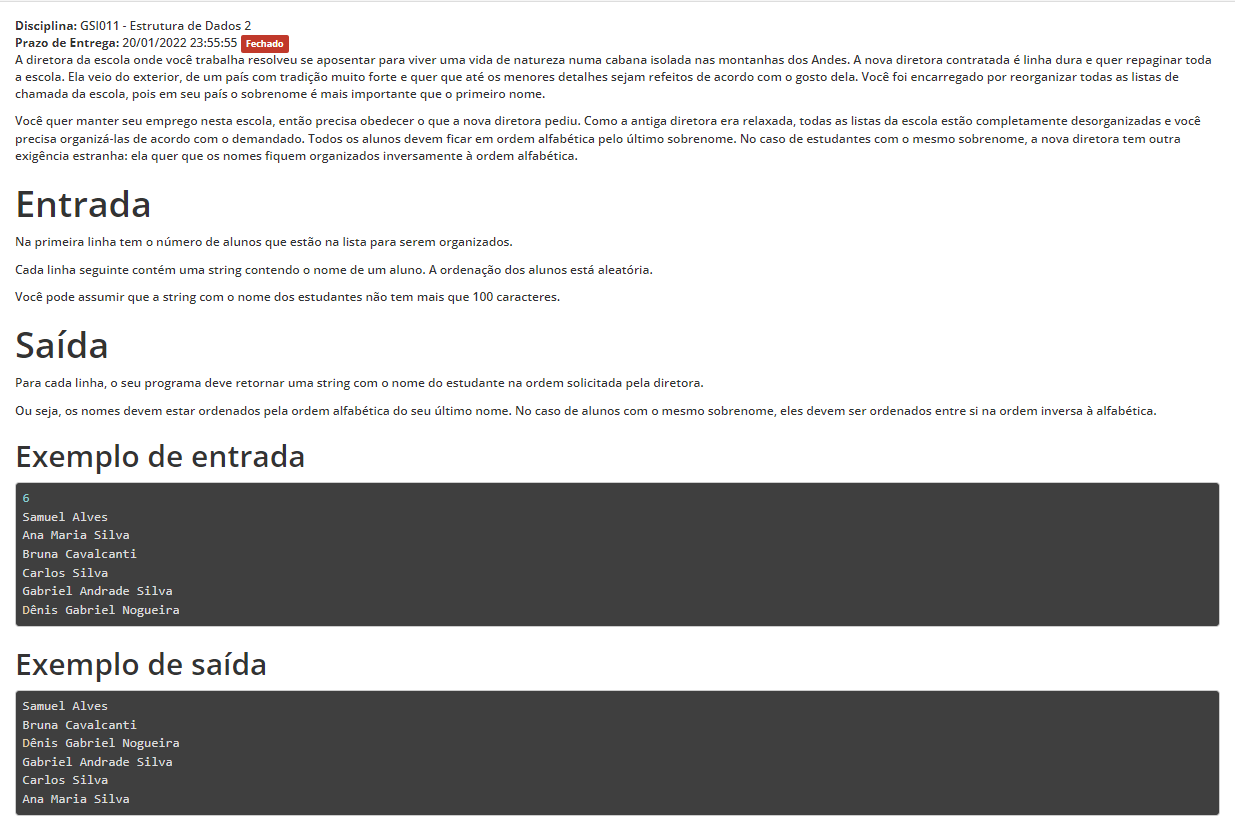 Disciplina: GSI011 - Estrutura de Dados 2
Prazo de Entrega: 20/01/2022 23:55:55 Fechado
A diretora da escola onde você trabalha resolveu se aposentar para viver uma vida de natureza numa cabana isolada nas montanhas dos Andes. A nova diretora contratada é linha dura e quer repaginar toda
a escola. Ela veio do exterior, de um país com tradição muito forte e quer que até os menores detalhes sejam refeitos de acordo com o gosto dela. Você foi encarregado por reorganizar todas as listas de
chamada da escola, pois em seu país o sobrenome é mais importante que o primeiro nome.
Você quer manter seu emprego nesta escola, então precisa obedecer o que a nova diretora pediu. Como a antiga diretora era relaxada, todas as listas da escola estão completamente desorganizadas e você
precisa organizá-las de acordo com o demandado. Todos os alunos devem ficar em ordem alfabética pelo último sobrenome. No caso de estudantes com o mesmo sobrenome, a nova diretora tem outra
exigência estranha: ela quer que os nomes fiquem organizados inversamente à ordem alfabética.
Entrada
Na primeira linha tem o número de alunos que estão na lista para serem organizados.
Cada linha seguinte contém uma string contendo o nome de um aluno. A ordenação dos alunos está aleatória.
Você pode assumir que a string com o nome dos estudantes não tem mais que 100 caracteres.
Saída
Para cada linha, o seu programa deve retornar uma string com o nome do estudante na ordem solicitada pela diretora.
Ou seja, os nomes devem estar ordenados pela ordem alfabética do seu último nome. No caso de alunos com o mesmo sobrenome, eles devem ser ordenados entre si na ordem inversa à alfabética.
Exemplo de entrada
6
Samuel Alves
Ana Maria Silva
Bruna Cavalcanti
Carlos Silva
Gabriel Andrade Silva
Dênis Gabriel Nogueira
Exemplo de saída
Samuel Alves
Bruna Cavalcanti
Dênis Gabriel Nogueira
Gabriel Andrade Silva
Carlos Silva
Ana Maria Silva